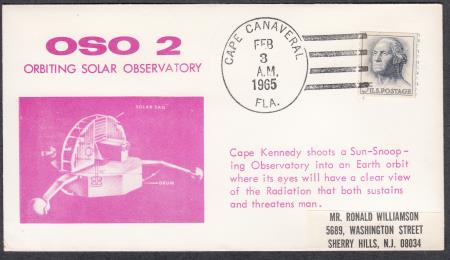 OSO 2
ORBITING SOLAR OBSERVATORY
SOLAR SAIL
DRUM
CAPE CANAVERAL
FEB
3
A.M.
1965
FLA.
U.S. POSTAGE
Cape Kennedy shoots a Sun-Snoop-
ing Observatory into an Earth orbit
where its eyes will have a clear view
of the Radiation that both sustains
and threatens man.
MR. RONALD WILLIAMSON
5689, WASHINGTON STREET
SHERRY HILLS, N.J. 08034